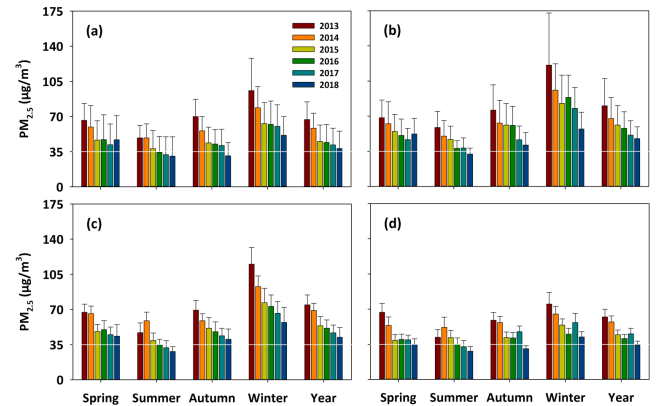 (a)
2013
2014
2015
2016
2017
2018
(b)
175
140
105
70
35
0
PM2.5 (µg/m³)
(c)
(d)
175
140
105
70
35
0
PM2.5 (µg/m³)
Spring Summer Autumn Winter Year
Spring Summer Autumn Winter Year